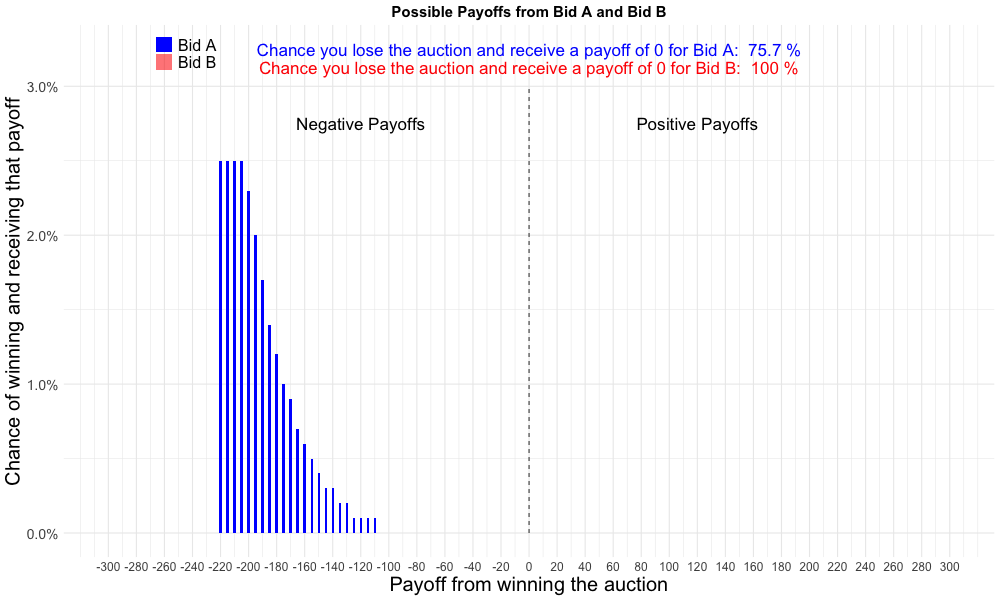 Possible Payoffs from Bid A and Bid B
Bid A
Bid B
Chance you lose the auction and receive a payoff of 0 for Bid A:  75.7 %
Chance you lose the auction and receive a payoff of 0 for Bid B:  100 %
Negative Payoffs
Positive Payoffs
Chance of winning and receiving that payoff
3.0%
2.0%
1.0%
0.0%
-300 -280 -260 -240 -220 -200 -180 -160 -140 -120 -100 -80 -60 -40 -20 0 20 40 60 80 100 120 140 160 180 200 220 240 260 280 300
Payoff from winning the auction